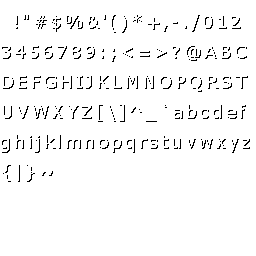 !"#$%&'()*+,-./012
3456789:;<=>?@ABC
DEFGHIJKLMNOPQRST
UVWXYZ[\]^_`abcdef
ghijklmnopqrstuvwxyz
{|}~